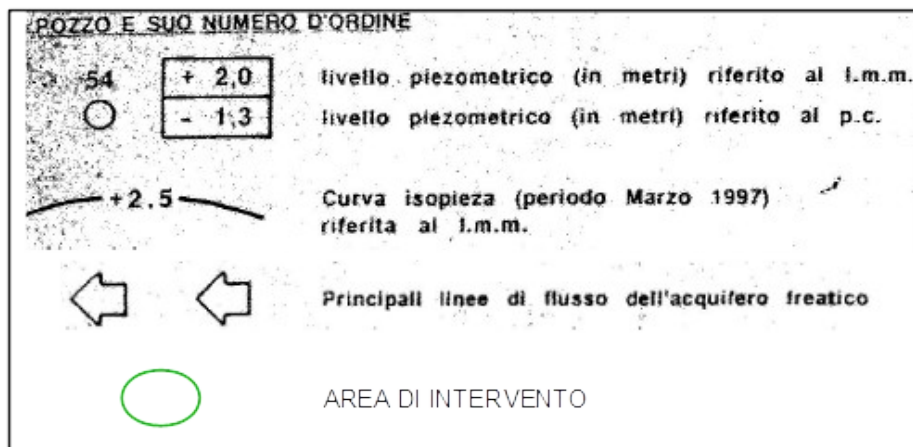 POZZO E SUO NUMERO D'ORDINE
54 + 2,0 livello piezometrico (in metri) riferito al l.m.m.
- 1,3 livello piezometrico (in metri) riferito al p.c.
+2.5 Curva isopieza (periodo Marzo 1997)
riferita al l.m.m.
Principali linee di flusso dell'acquifero freatico
AREA DI INTERVENTO